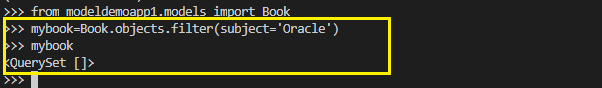 >>> from modeldemoapp1.models import Book
>>> mybook=Book.objects.filter(subject='Oracle')
>>> mybook
<QuerySet []>
>>>